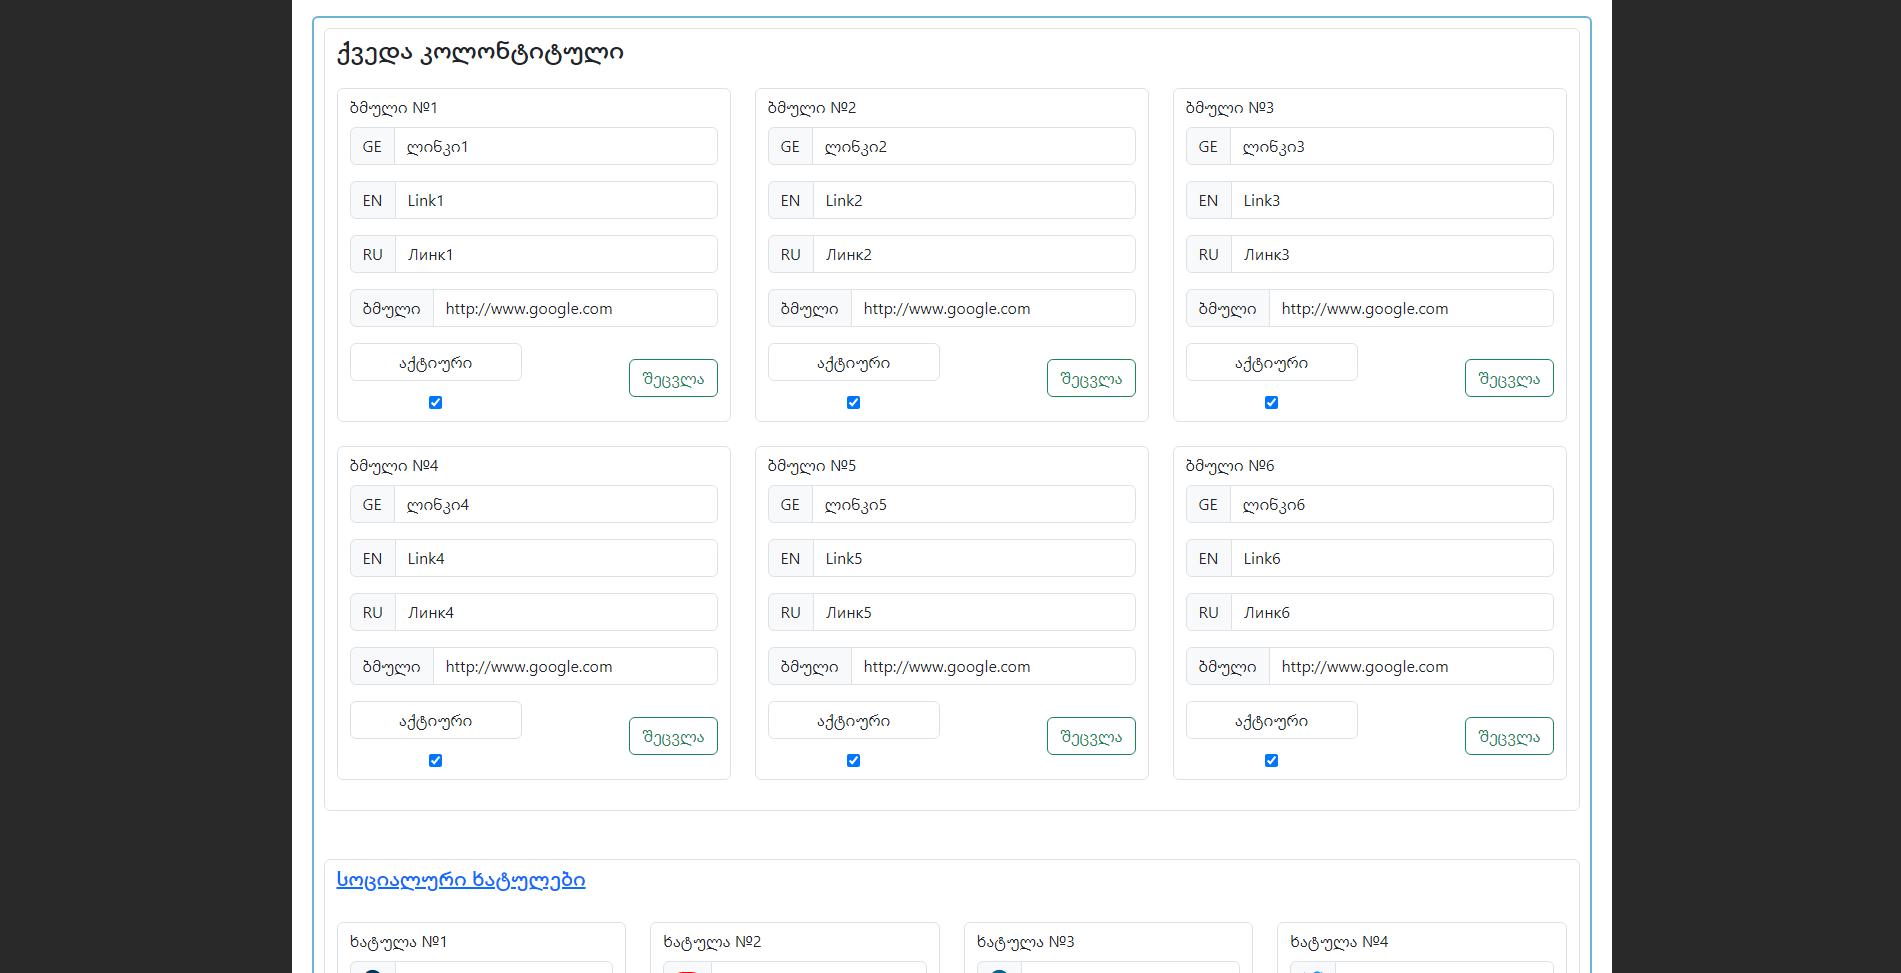 ქვედა კოლონტიტული
ბმული №1
GE ლინკი1
EN Link1
RU Линк1
ბმული http://www.google.com
აქტიური
შეცვლა
ბმული №2
GE ლინკი2
EN Link2
RU Линк2
ბმული http://www.google.com
აქტიური
შეცვლა
ბმული №3
GE ლინკი3
EN Link3
RU Линк3
ბმული http://www.google.com
აქტიური
შეცვლა
ბმული №4
GE ლინკი4
EN Link4
RU Линк4
ბმული http://www.google.com
აქტიური
შეცვლა
ბმული №5
GE ლინკი5
EN Link5
RU Линк5
ბმული http://www.google.com
აქტიური
შეცვლა
ბმული №6
GE ლინკი6
EN Link6
RU Линк6
ბმული http://www.google.com
აქტიური
შეცვლა
სოციალური ხატულები
ხატულა №1
ხატულა №2
ხატულა №3
ხატულა №4